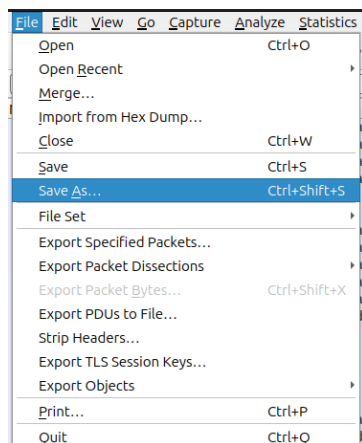 File Edit View Go Capture Analyze Statistics
Open Ctrl+O
Open Recent
Merge...
Import from Hex Dump...
Close Ctrl+W
Save Ctrl+S
Save As... Ctrl+Shift+S
File Set
Export Specified Packets...
Export Packet Dissections
Export Packet Bytes... Ctrl+Shift+X
Export PDUs to File...
Strip Headers...
Export TLS Session Keys...
Export Objects
Print... Ctrl+P
Quit Ctrl+Q